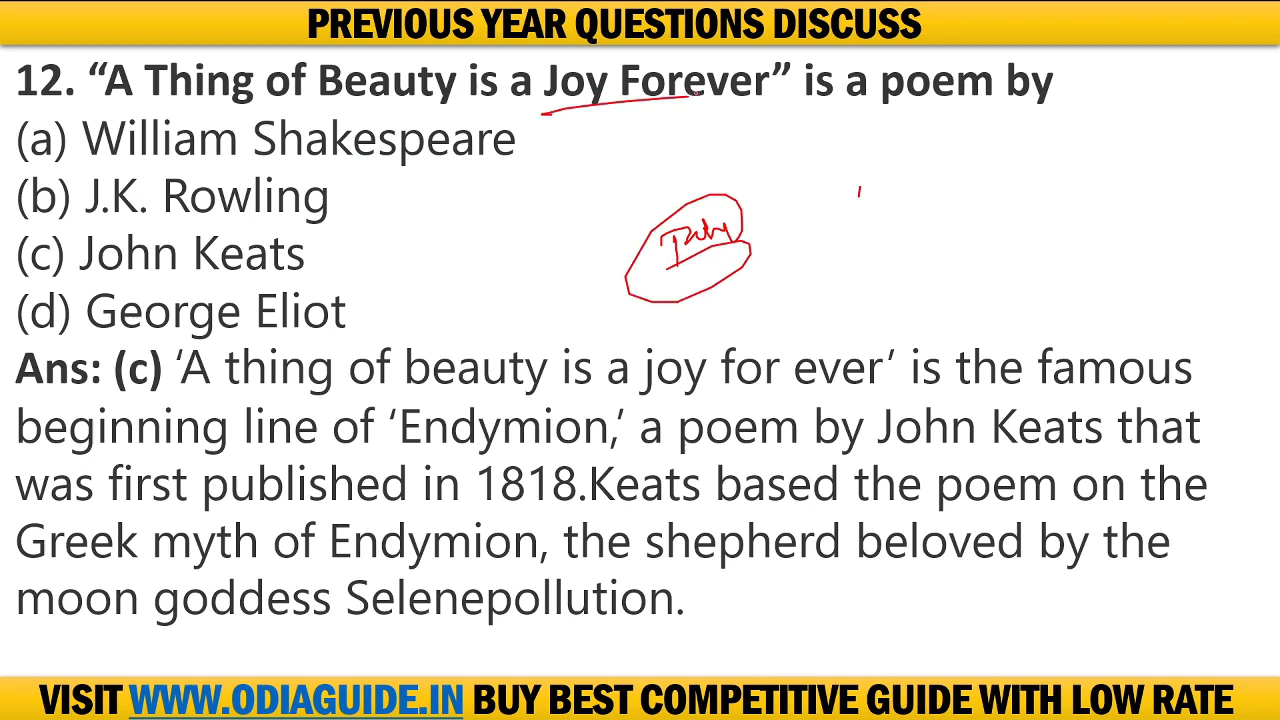 PREVIOUS YEAR QUESTIONS DISCUSS
12. “A Thing of Beauty is a Joy Forever” is a poem by
(a) William Shakespeare
(b) J.K. Rowling
(c) John Keats
(d) George Eliot
Ans: (c) ‘A thing of beauty is a joy for ever’ is the famous
beginning line of ‘Endymion,’ a poem by John Keats that
was first published in 1818.Keats based the poem on the
Greek myth of Endymion, the shepherd beloved by the
moon goddess Selenepollution.
VISIT WWW.ODIAGUIDE.IN BUY BEST COMPETITIVE GUIDE WITH LOW RATE